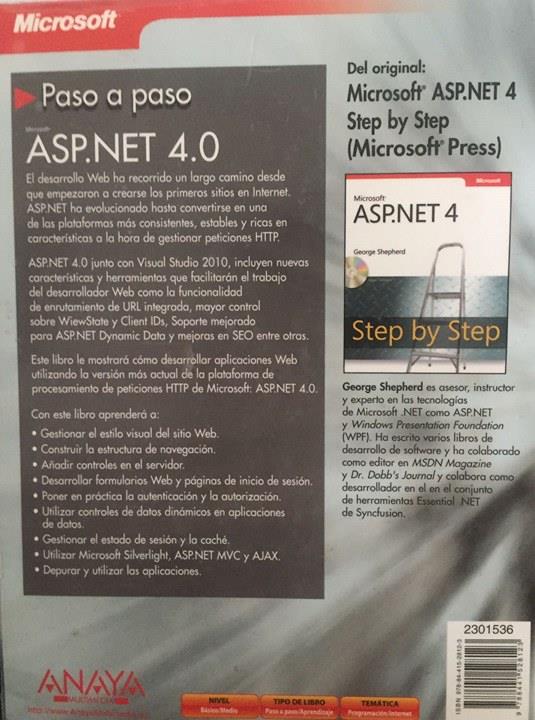 Microsoft
Paso a paso
Microsoft
ASP.NET 4.0
El desarrollo Web ha recorrido un largo camino desde
que empezaron a crearse los primeros sitios en Internet.
ASP.NET ha evolucionado hasta convertirse en una
de las plataformas más consistentes, estables y ricas en
características a la hora de gestionar peticiones HTTP.
ASP.NET 4.0 junto con Visual Studio 2010, incluyen nuevas
características y herramientas que facilitarán el trabajo
del desarrollador Web como la funcionalidad
de enrutamiento de URL integrada, mayor control
sobre WiewState y Client IDs, Soporte mejorado
para ASP.NET Dynamic Data y mejoras en SEO entre otras.
Este libro le mostrará cómo desarrollar aplicaciones Web
utilizando la versión más actual de la plataforma de
procesamiento de peticiones HTTP de Microsoft: ASP.NET 4.0.
Con este libro aprenderá a:
• Gestionar el estilo visual del sitio Web.
• Construir la estructura de navegación.
• Añadir controles en el servidor.
• Desarrollar formularios Web y páginas de inicio de sesión.
• Poner en práctica la autenticación y la autorización.
• Utilizar controles de datos dinámicos en aplicaciones
de datos.
• Gestionar el estado de sesión y la caché.
• Utilizar Microsoft Silverlight, ASP.NET MVC y AJAX.
• Depurar y utilizar las aplicaciones.
Del original:
Microsoft® ASP.NET 4
Step by Step
(Microsoft® Press)
Microsoft
Microsoft
ASP.NET 4
George Shepherd
Step by Step
George Shepherd es asesor, instructor
y experto en las tecnologías
de Microsoft .NET como ASP.NET
y Windows Presentation Foundation
(WPF). Ha escrito varios libros de
desarrollo de software y ha colaborado
como editor en MSDN Magazine
y Dr. Dobb's Journal y colabora como
desarrollador en el en el conjunto
de herramientas Essential .NET
de Syncfusion.
2301536
ISBN 978-84-415-2812-3
9 788441 528123
ANAYA
MULTIMEDIA
NIVEL
Básico/Medio
TIPO DE LIBRO
Paso a paso/Aprendizaje
TEMÁTICA
Programación/Internet